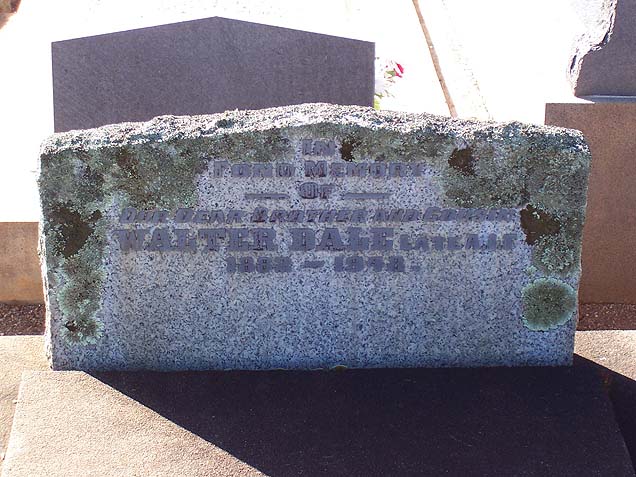 IN
FOND MEMORY
OF
OUR DEAR BROTHER AND COUSIN
WALTER DALE LATE A.I.F.